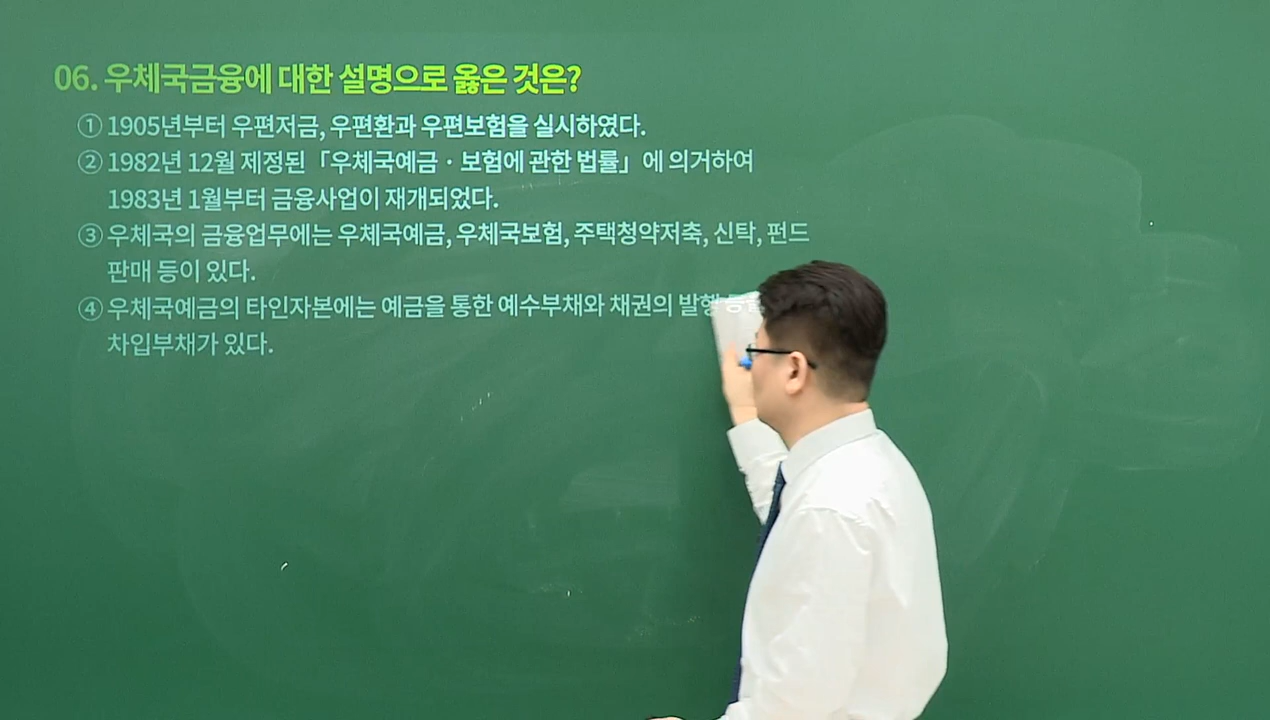 06. 우체국금융에 대한 설명으로 옳은 것은?
① 1905년부터 우편저금, 우편환과 우편보험을 실시하였다.
② 1982년 12월 제정된「우체국예금·보험에 관한 법률」에 의거하여
1983년 1월부터 금융사업이 재개되었다.
③ 우체국의 금융업무에는 우체국예금, 우체국보험, 주택청약저축, 신탁, 펀드
판매 등이 있다.
④ 우체국예금의 타인자본에는 예금을 통한 예수부채와 채권의 발행
차입부채가 있다.